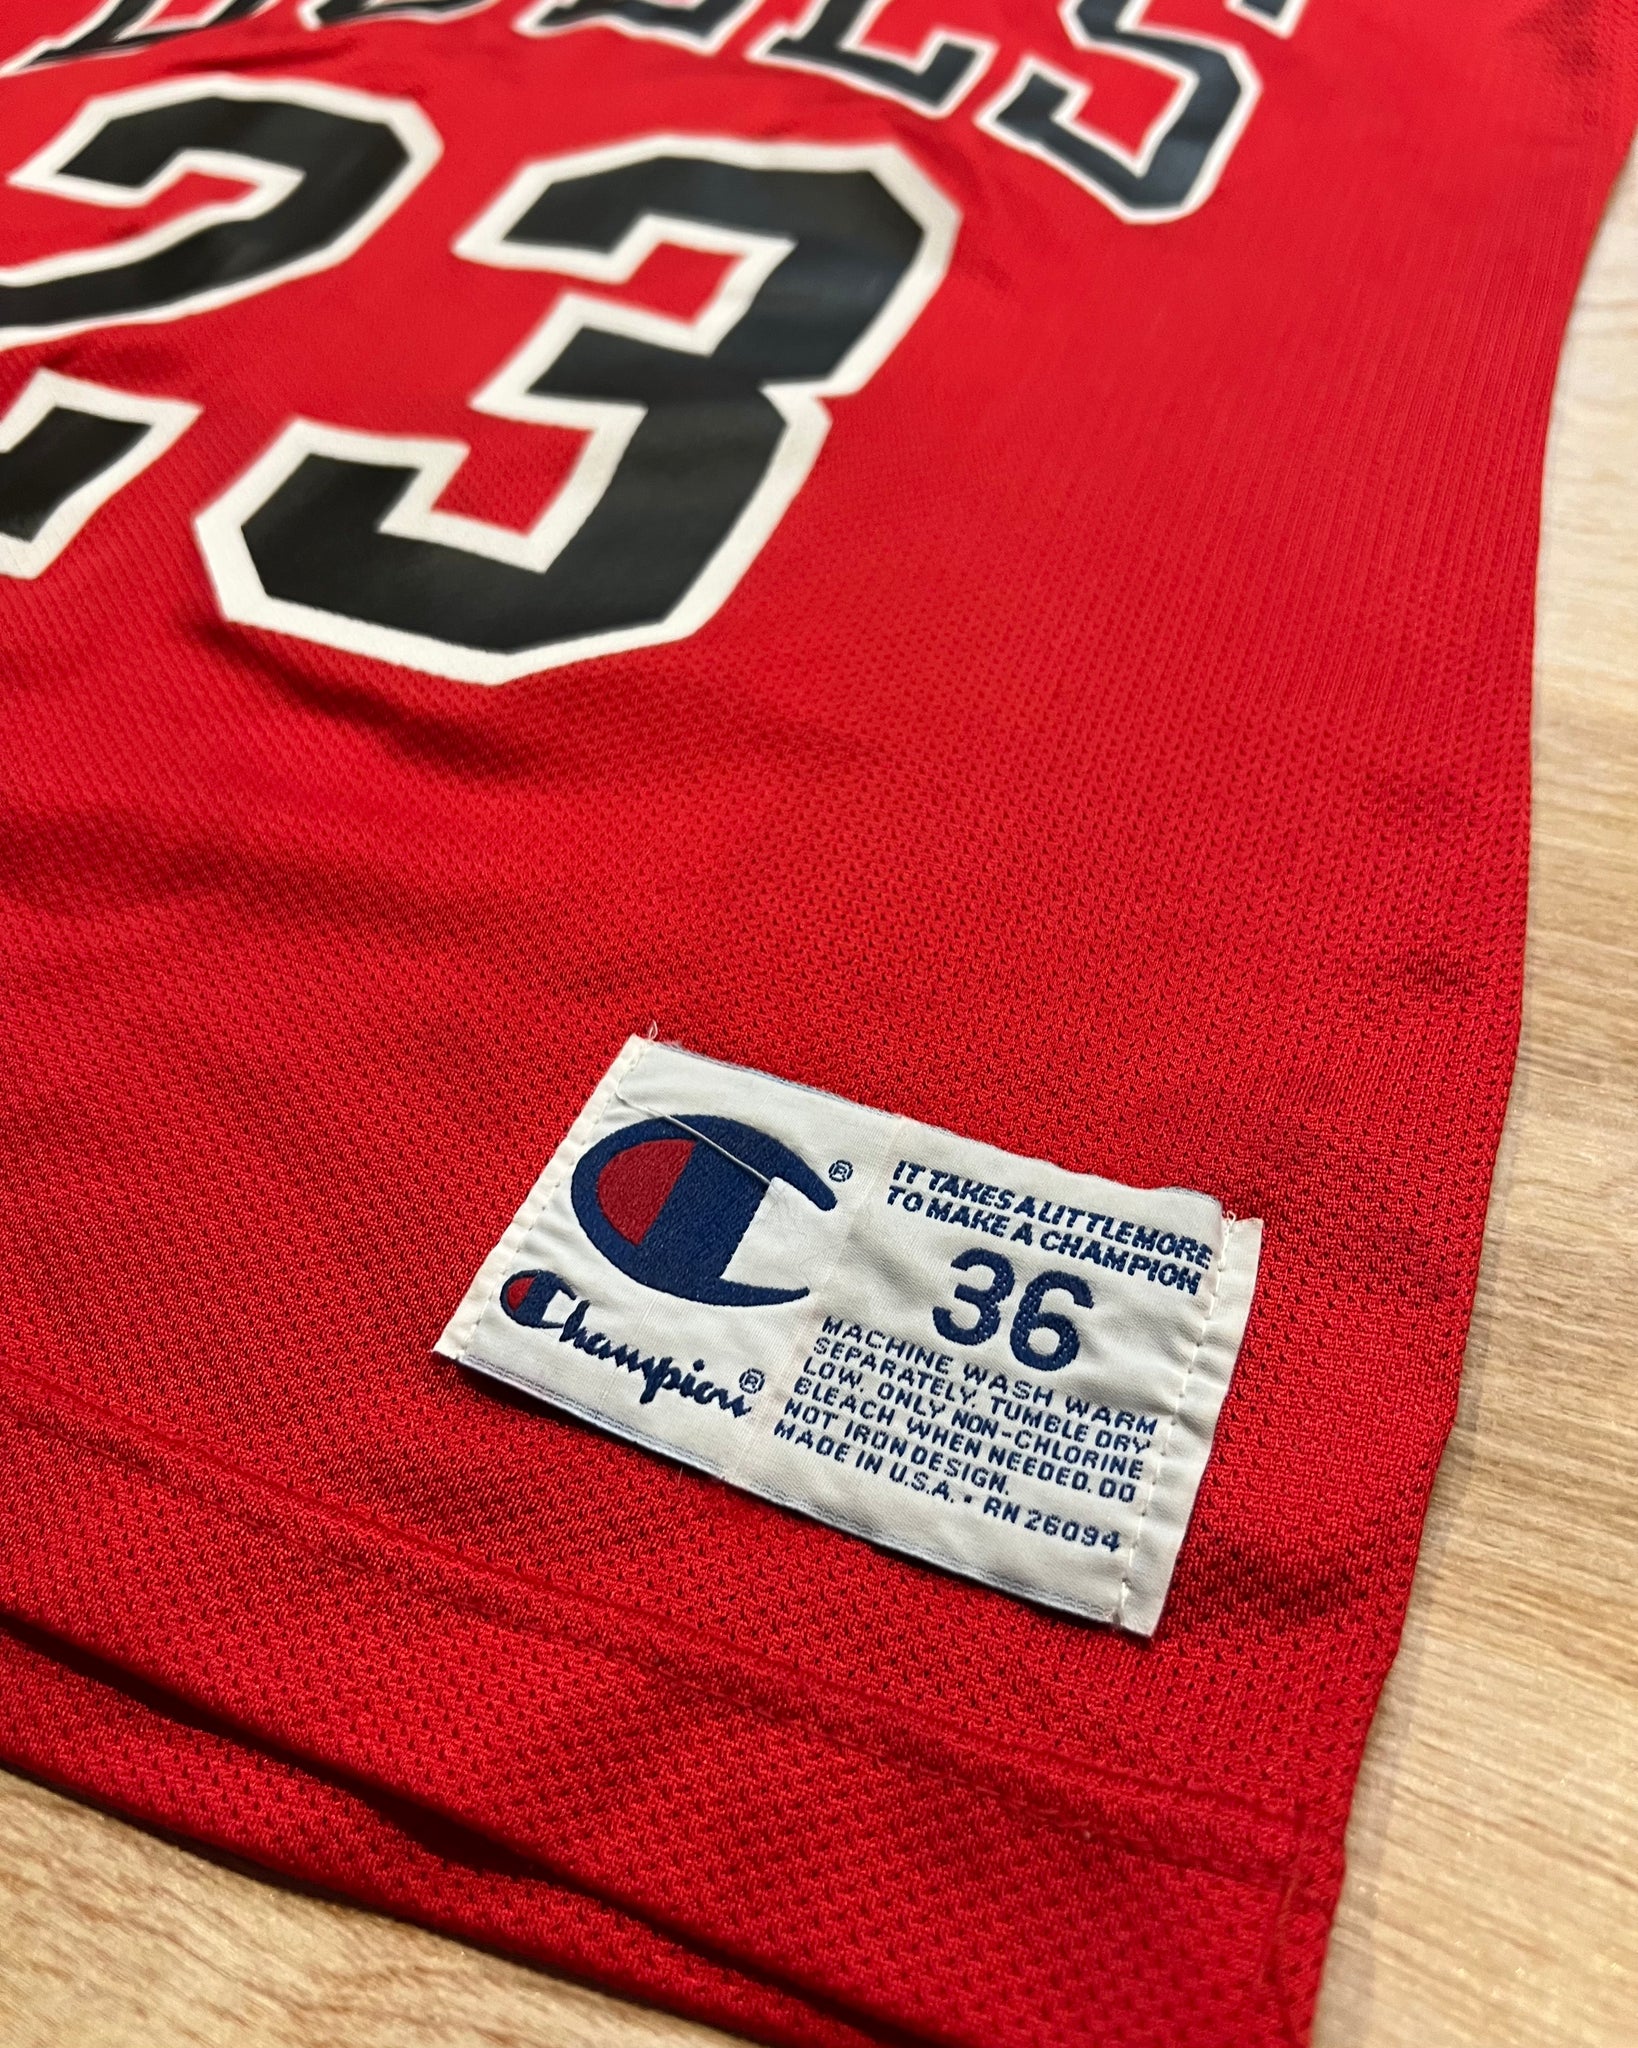 BULLS
23
IT TAKES A LITTLE MORE
TO MAKE A CHAMPION
36
Champion®
MACHINE WASH WARM
SEPARATELY. TUMBLE DRY
LOW. ONLY NON-CHLORINE
BLEACH WHEN NEEDED. DO
NOT IRON DESIGN.
MADE IN U.S.A. • RN 26094